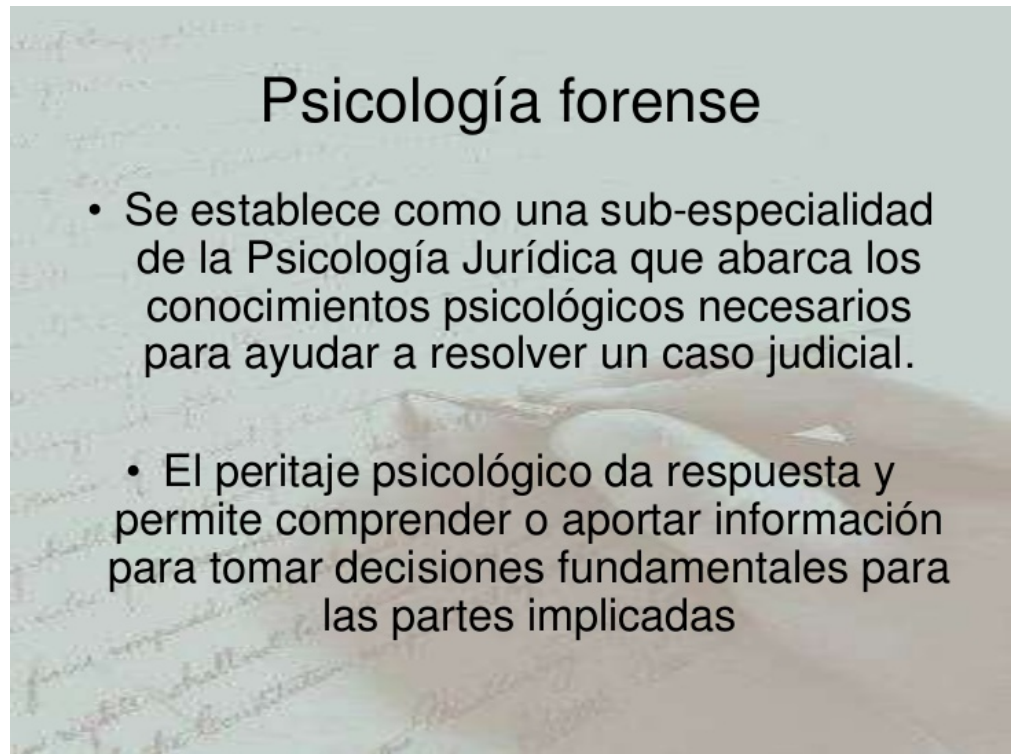 Psicología forense
• Se establece como una sub-especialidad
de la Psicología Jurídica que abarca los
conocimientos psicológicos necesarios
para ayudar a resolver un caso judicial.
• El peritaje psicológico da respuesta y
permite comprender o aportar información
para tomar decisiones fundamentales para
las partes implicadas